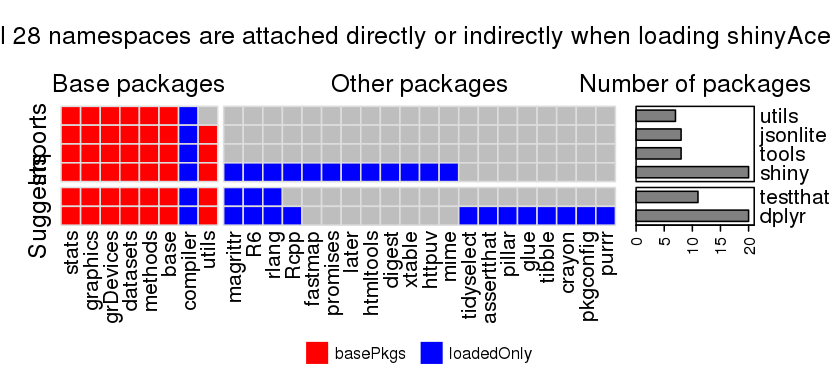 l 28 namespaces are attached directly or indirectly when loading shinyAce
Base packages
Other packages
Number of packages
Imports
Suggests
utils
jsonlite
tools
shiny
testthat
dplyr
stats
graphics
grDevices
datasets
methods
base
compiler
utils
magrittr
R6
rlang
Rcpp
fastmap
promises
later
htmltools
digest
xtable
httpuv
mime
tidyselect
assertthat
pillar
glue
tibble
crayon
pkgconfig
purrr
0
5
10
15
20
basePkgs
loadedOnly